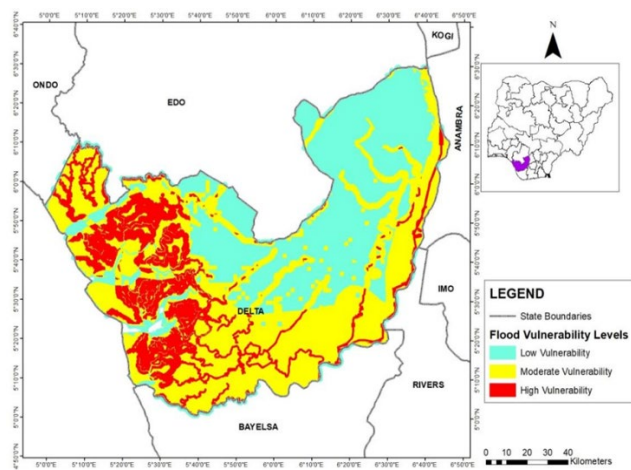 5°0'0"E 5°10'0"E 5°20'0"E 5°30'0"E 5°40'0"E 5°50'0"E 6°0'0"E 6°10'0"E 6°20'0"E 6°30'0"E 6°40'0"E 6°50'0"E
N
KOGI
ONDO
EDO
ANAMBRA
IMO
DELTA
RIVERS
BAYELSA
5°0'0"E 5°10'0"E 5°20'0"E 5°30'0"E 5°40'0"E 5°50'0"E 6°0'0"E 6°10'0"E 6°20'0"E 6°30'0"E 6°40'0"E 6°50'0"E
LEGEND
State Boundaries
Flood Vulnerability Levels
Low Vulnerability
Moderate Vulnerability
High Vulnerability
0 5 10 20 30 40
Kilometers